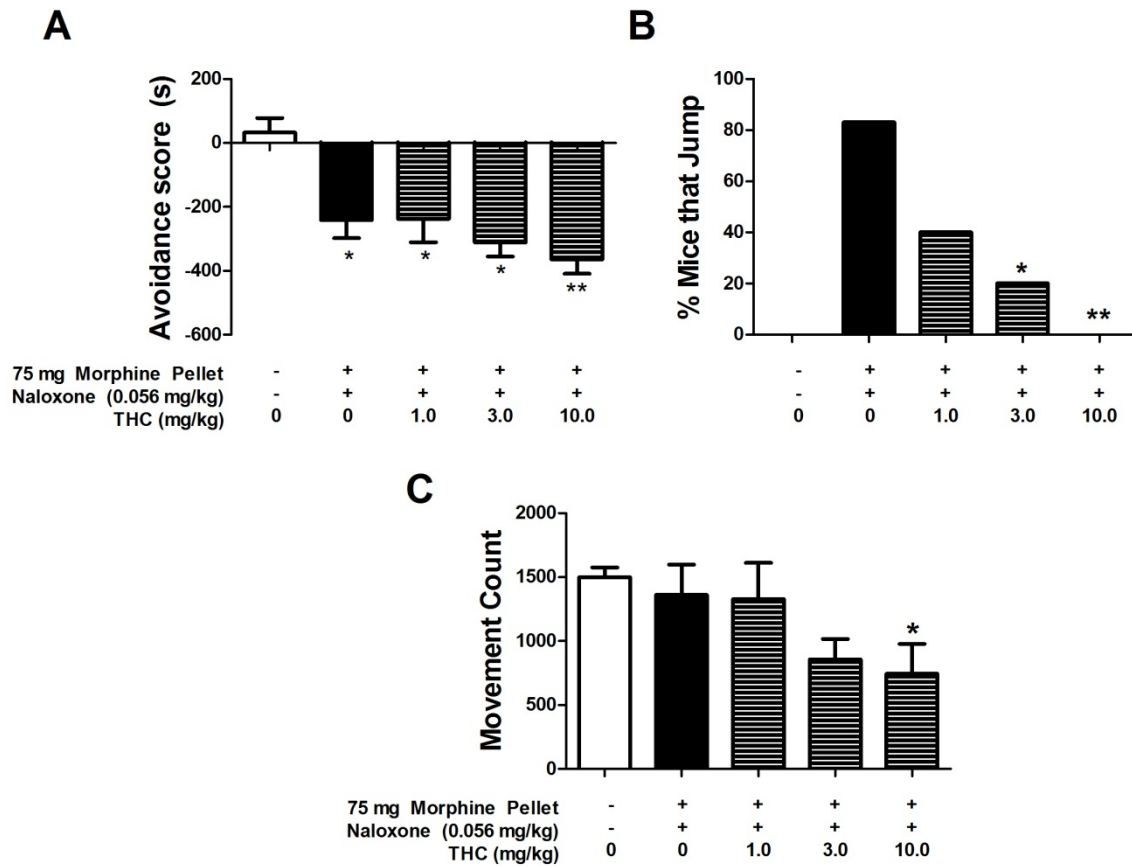 A
Avoidance score (s)
200
0
-200
-400
-600
*
*
*
**
75 mg Morphine Pellet - + + + +
Naloxone (0.056 mg/kg) - + + + +
THC (mg/kg) 0 0 1.0 3.0 10.0
B
% Mice that Jump
100
80
60
40
20
0
*
**
- + + + +
- + + + +
0 0 1.0 3.0 10.0
C
Movement Count
2000
1500
1000
500
0
*
75 mg Morphine Pellet - + + + +
Naloxone (0.056 mg/kg) - + + + +
THC (mg/kg) 0 0 1.0 3.0 10.0